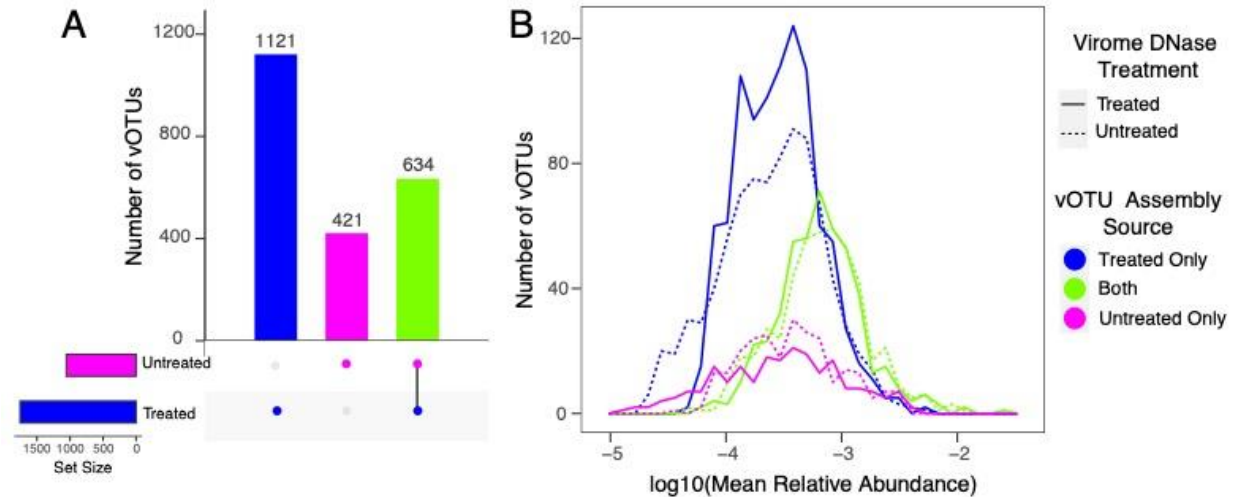 A
Number of vOTUs
1200
800
400
0
1121
421
634
Untreated
Treated
1500 1000 500 0
Set Size
B
Number of vOTUs
120
80
40
0
−5 −4 −3 −2
log10(Mean Relative Abundance)
Virome DNase
Treatment
Treated
Untreated
vOTU Assembly
Source
Treated Only
Both
Untreated Only